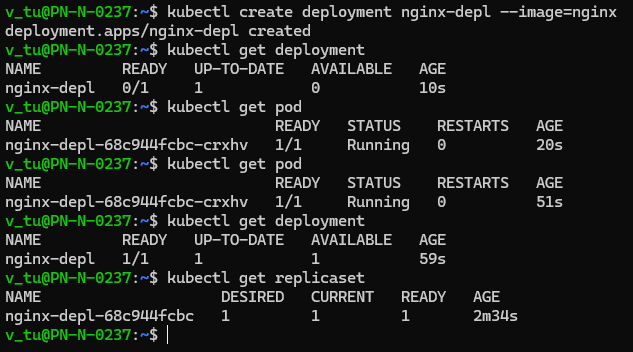 v_tu@PN-N-0237:~$ kubectl create deployment nginx-depl --image=nginx
deployment.apps/nginx-depl created
v_tu@PN-N-0237:~$ kubectl get deployment
NAME         READY   UP-TO-DATE   AVAILABLE   AGE
nginx-depl   0/1     1            0           10s
v_tu@PN-N-0237:~$ kubectl get pod
NAME                          READY   STATUS    RESTARTS   AGE
nginx-depl-68c944fcbc-crxhv   1/1     Running   0          20s
v_tu@PN-N-0237:~$ kubectl get pod
NAME                          READY   STATUS    RESTARTS   AGE
nginx-depl-68c944fcbc-crxhv   1/1     Running   0          51s
v_tu@PN-N-0237:~$ kubectl get deployment
NAME         READY   UP-TO-DATE   AVAILABLE   AGE
nginx-depl   1/1     1            1           59s
v_tu@PN-N-0237:~$ kubectl get replicaset
NAME                    DESIRED   CURRENT   READY   AGE
nginx-depl-68c944fcbc   1         1         1       2m34s
v_tu@PN-N-0237:~$